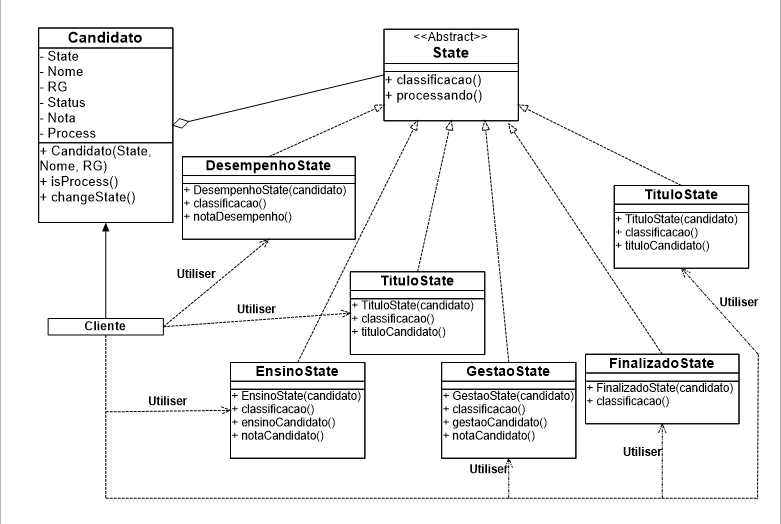 Candidato
- State
- Nome
- RG
- Status
- Nota
- Process
+ Candidato(State,
Nome, RG)
+ isProcess()
+ changeState()
<<Abstract>>
State
+ classificacao()
+ processando()
DesempenhoState
+ DesempenhoState(candidato)
+ classificacao()
+ notaDesempenho()
TituloState
+ TituloState(candidato)
+ classificacao()
+ tituloCandidato()
Utiliser
Utiliser
Utiliser
Cliente
TituloState
+ TituloState(candidato)
+ classificacao()
+ tituloCandidato()
EnsinoState
+ EnsinoState(candidato)
+ classificacao()
+ ensinoCandidato()
+ notaCandidato()
GestaoState
+ GestaoState(candidato)
+ classificacao()
+ gestaoCandidato()
+ notaCandidato()
FinalizadoState
+ FinalizadoState(candidato)
+ classificacao()
Utiliser
Utiliser
Utiliser